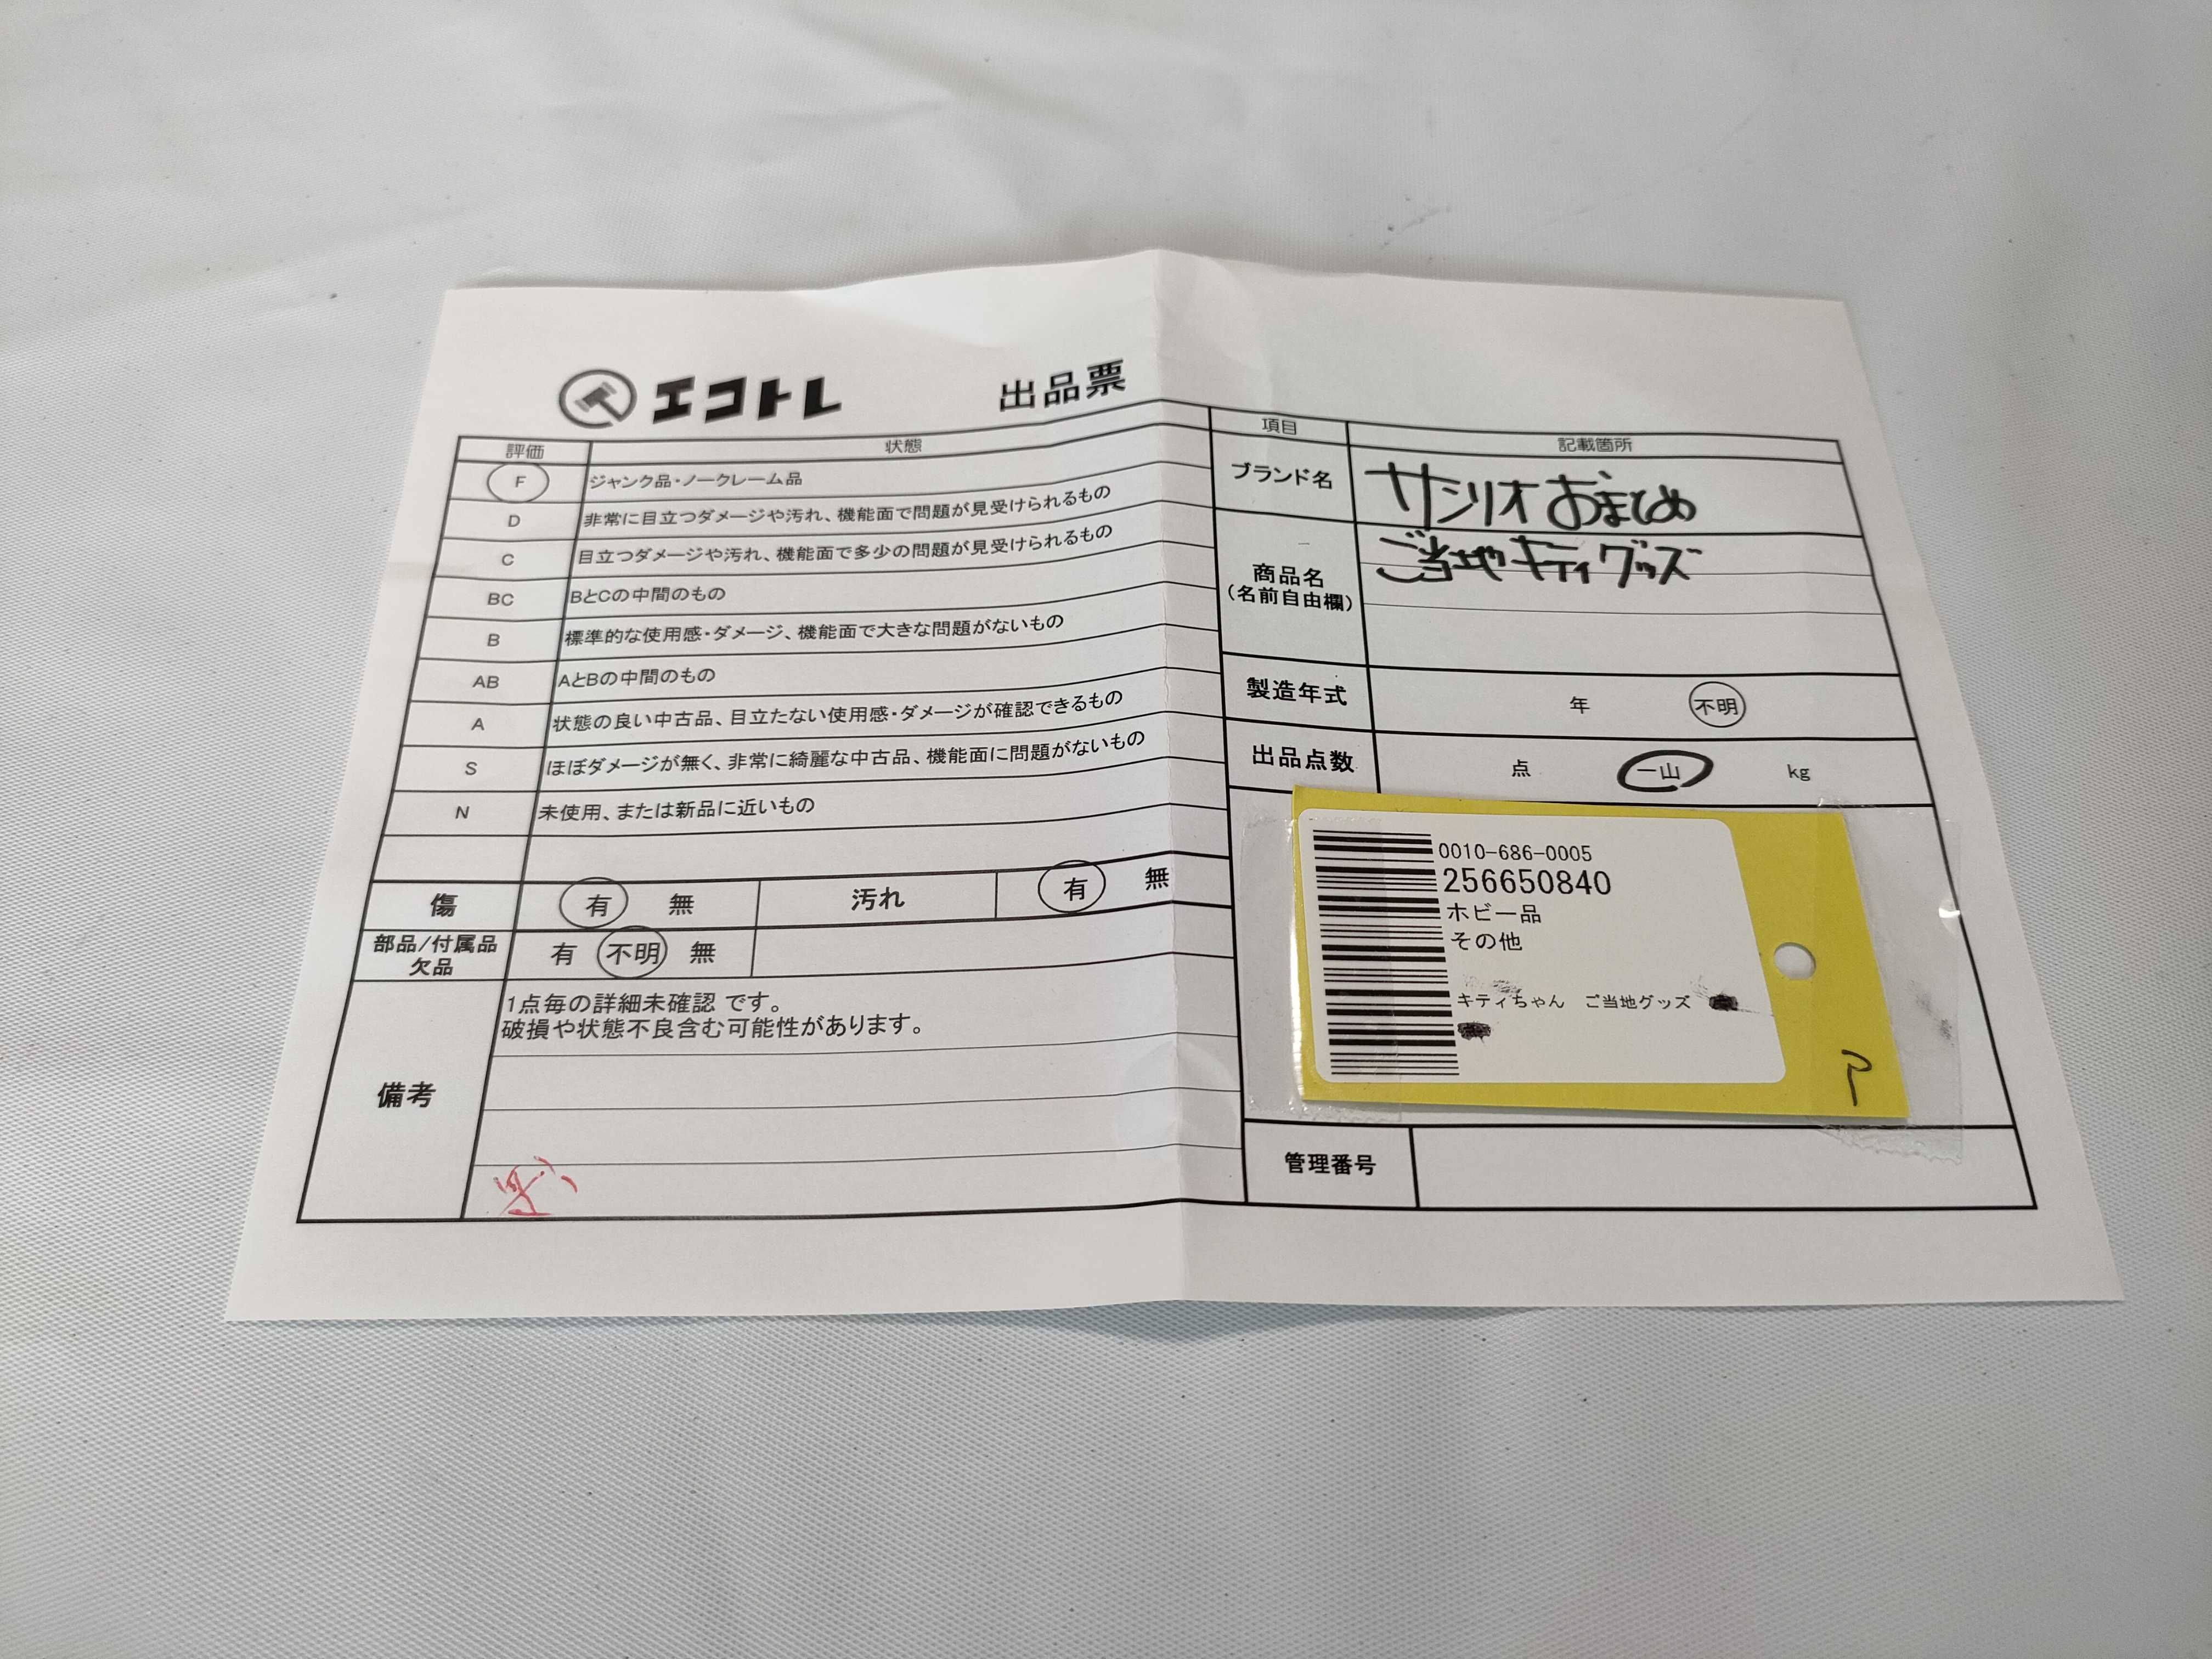 エコトレ 出品票
評価 状態
F ジャンク品・ノークレーム品
D 非常に目立つダメージや汚れ、機能面で問題が見受けられるもの
C 目立つダメージや汚れ、機能面で多少の問題が見受けられるもの
BC BとCの中間のもの
B 標準的な使用感・ダメージ、機能面で大きな問題がないもの
AB AとBの中間のもの
A 状態の良い中古品、目立たない使用感・ダメージが確認できるもの
S ほぼダメージが無く、非常に綺麗な中古品、機能面に問題がないもの
N 未使用、または新品に近いもの
傷 有 無 汚れ 有 無
部品/付属品
欠品 有 不明 無
備考
1点毎の詳細未確認 です。
破損や状態不良含む可能性があります。
項目 記載箇所
ブランド名 サンリオ おまとめ
商品名
(名前自由欄)
ご当地キティグッズ
製造年式 年 不明
出品点数 点 一山 kg
0010-686-0005
256650840
ホビー品
その他
キティちゃん ご当地グッズ
管理番号